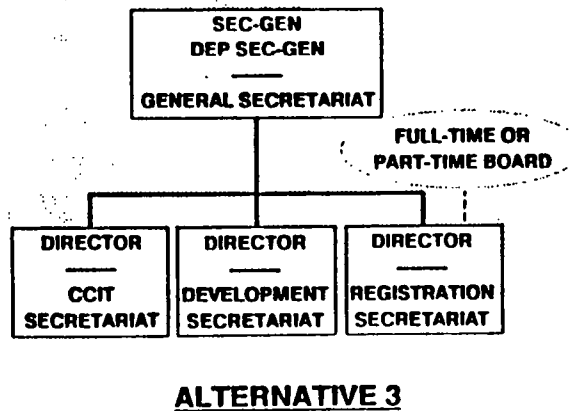 SEC-GEN
DEP SEC-GEN
GENERAL SECRETARIAT
FULL-TIME OR
PART-TIME BOARD
DIRECTOR
CCIT
SECRETARIAT
DIRECTOR
DEVELOPMENT
SECRETARIAT
DIRECTOR
REGISTRATION
SECRETARIAT
ALTERNATIVE 3